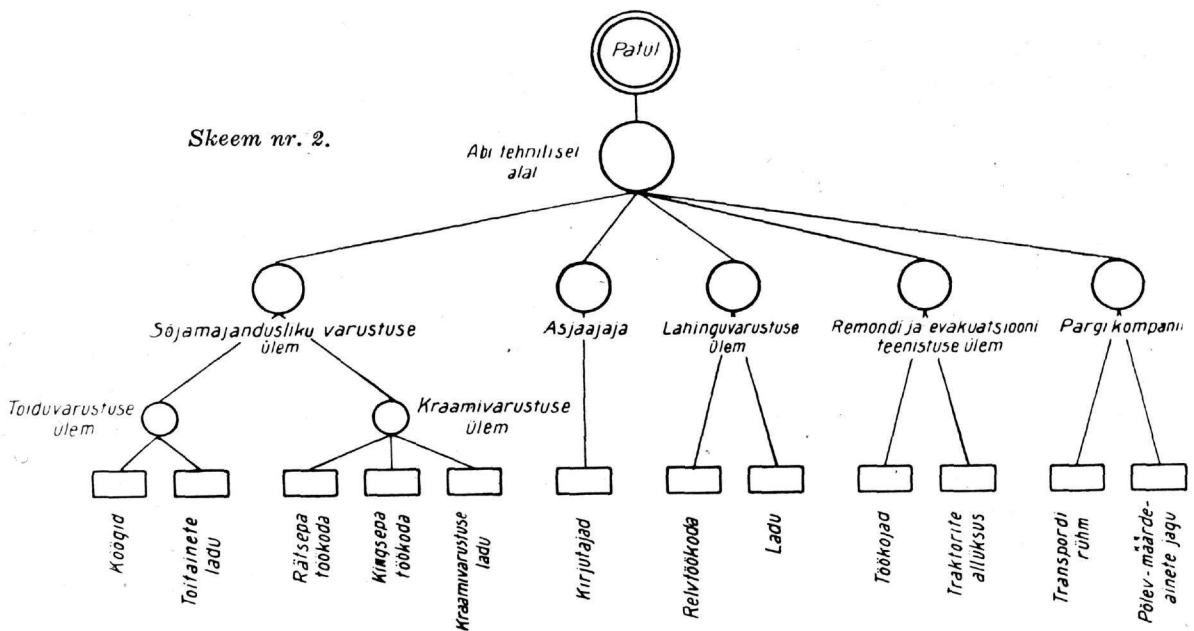 Patül
Skeem nr. 2.
Abi tehnilisel
alal
Sõjamajandusliku varustuse
ülem
Asjaajaja
Lahinguvarustuse
ülem
Remondi ja evakuatsiooni
teenistuse ülem
Pargi kompanii
Toiduvarustuse
ülem
Kraamivarustuse
ülem
Köögid
Toitainete
ladu
Rätsepa
töökoda
Kingsepa
töökoda
Kraamivarustuse
ladu
Kirjutajad
Relvtöökoda
Ladu
Töökojad
Traktorite
alluksus
Transpordi
rühm
Põlev-määrde-
ainete jagu